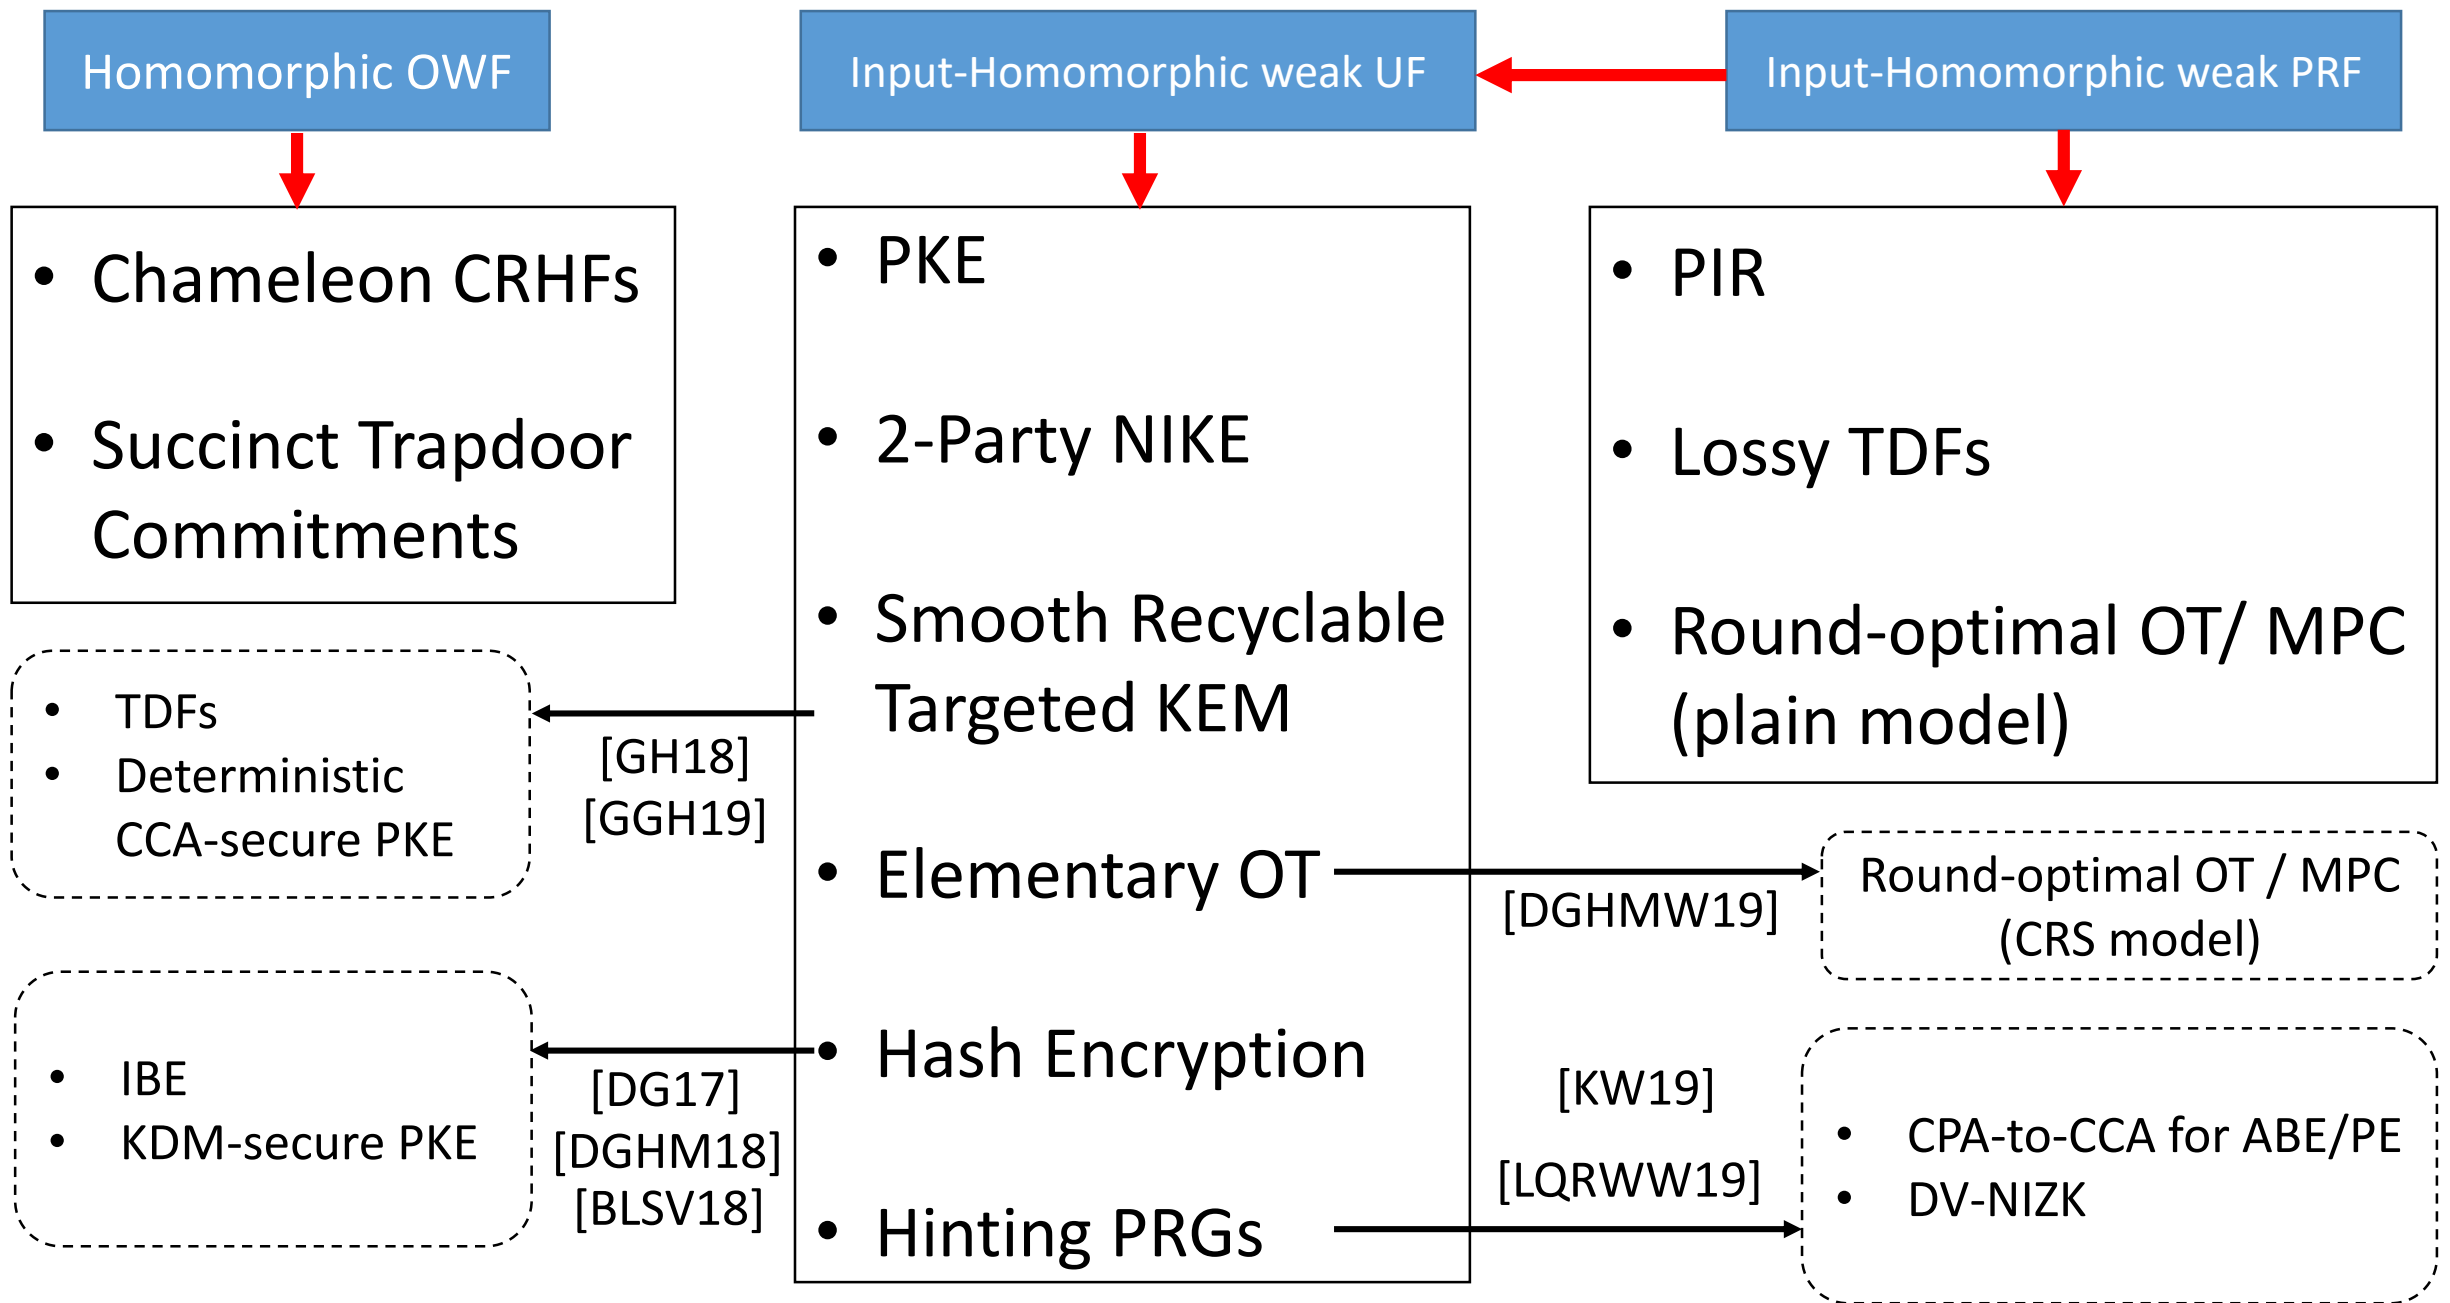 Homomorphic OWF
Input-Homomorphic weak UF
Input-Homomorphic weak PRF
• Chameleon CRHFs
• Succinct Trapdoor
Commitments
• PKE
• 2-Party NIKE
• Smooth Recyclable
Targeted KEM
• Elementary OT
• Hash Encryption
• Hinting PRGs
• PIR
• Lossy TDFs
• Round-optimal OT/ MPC
(plain model)
• TDFs
• Deterministic
CCA-secure PKE
[GH18]
[GGH19]
[DGHMW19]
Round-optimal OT / MPC
(CRS model)
• IBE
• KDM-secure PKE
[DG17]
[DGHM18]
[BLSV18]
[KW19]
[LQRWW19]
• CPA-to-CCA for ABE/PE
• DV-NIZK